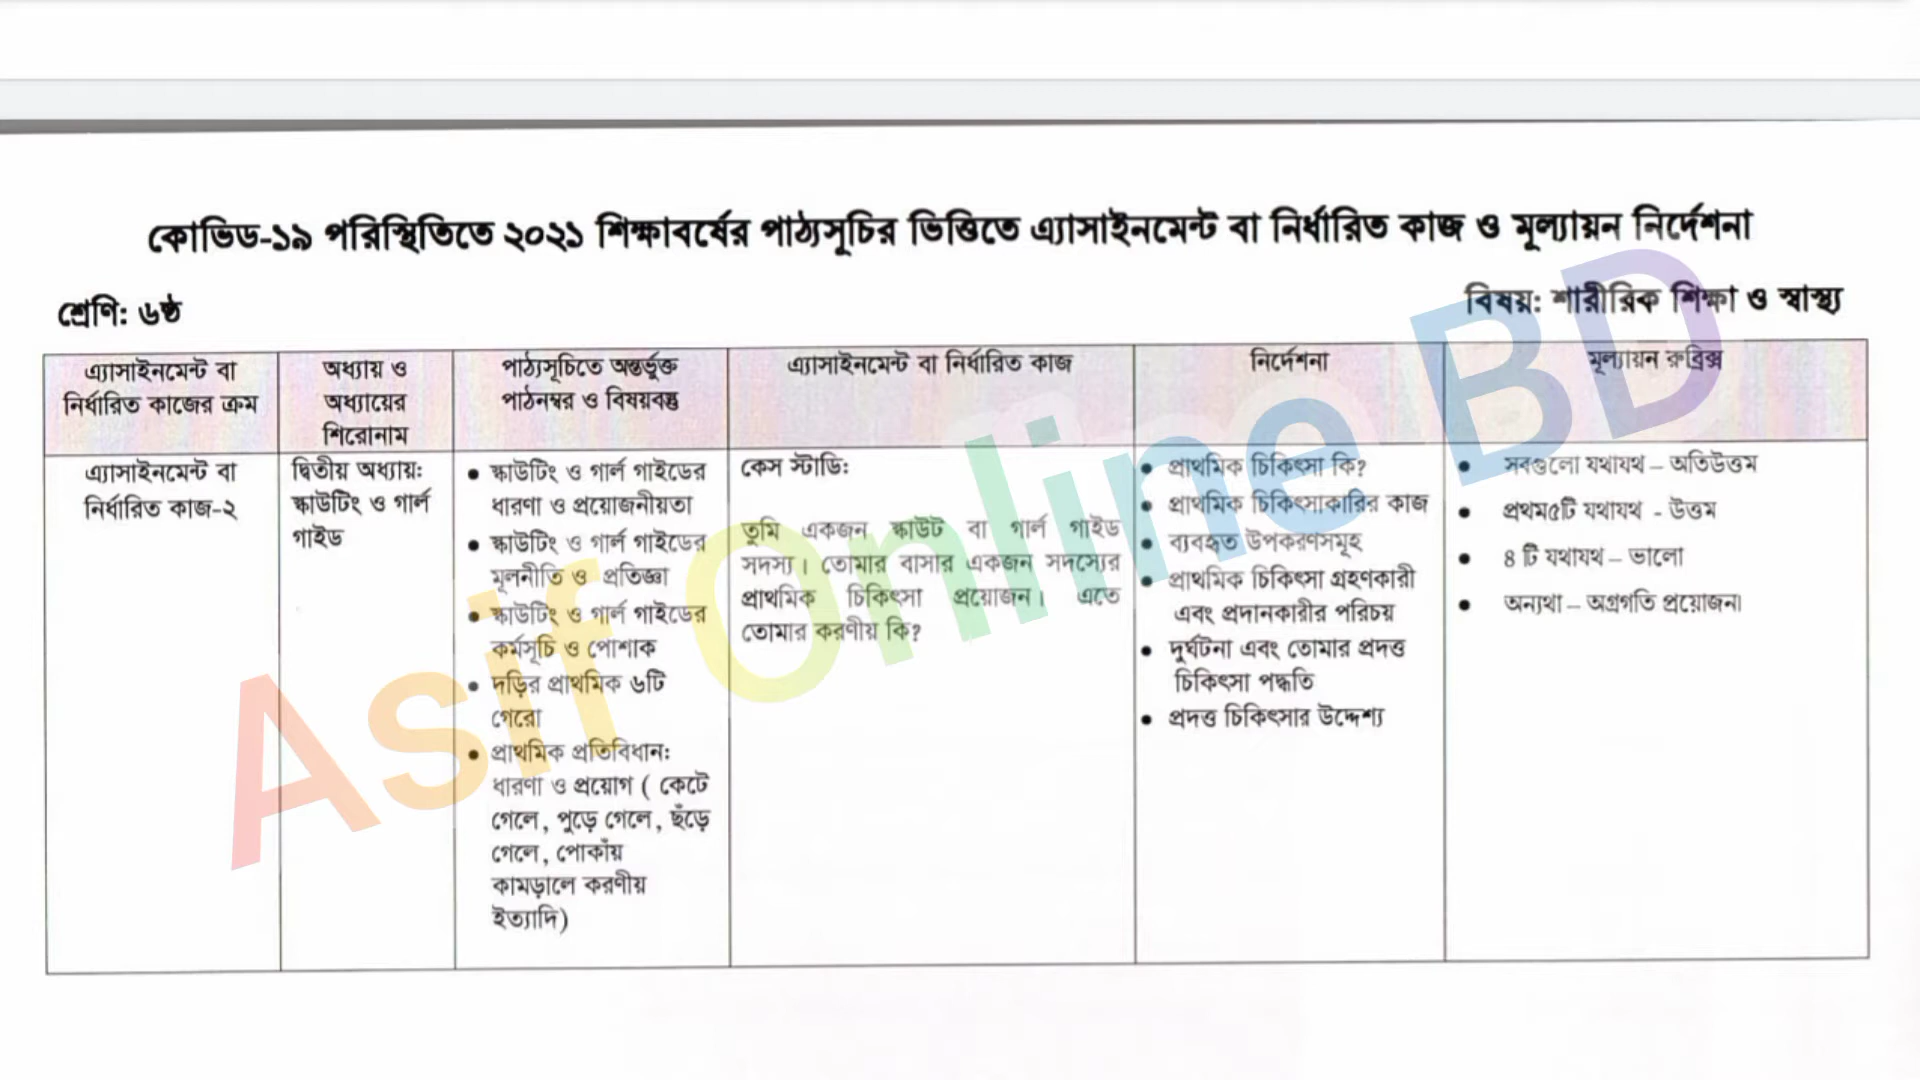 কোভিড-১৯ পরিস্থিতিতে ২০২১ শিক্ষাবর্ষের পাঠ্যসূচির ভিত্তিতে এ্যাসাইনমেন্ট বা নির্ধারিত কাজ ও মূল্যায়ন নির্দেশনা
শ্রেণি: ৬ষ্ঠ
বিষয়: শারীরিক শিক্ষা ও স্বাস্থ্য
এ্যাসাইনমেন্ট বা
নির্ধারিত কাজের ক্রম
অধ্যায় ও
অধ্যায়ের
শিরোনাম
পাঠ্যসূচিতে অন্তর্ভুক্ত
পাঠনম্বর ও বিষয়বস্তু
এ্যাসাইনমেন্ট বা নির্ধারিত কাজ
নির্দেশনা
মূল্যায়ন রুব্রিক্স
এ্যাসাইনমেন্ট বা
নির্ধারিত কাজ-২
দ্বিতীয় অধ্যায়:
স্কাউটিং ও গার্ল
গাইড
• স্কাউটিং ও গার্ল গাইডের
ধারণা ও প্রয়োজনীয়তা
• স্কাউটিং ও গার্ল গাইডের
মূলনীতি ও প্রতিজ্ঞা
• স্কাউটিং ও গার্ল গাইডের
কর্মসূচি ও পোশাক
• দড়ির প্রাথমিক ৬টি
গেরো
• প্রাথমিক প্রতিবিধান:
ধারণা ও প্রয়োগ ( কেটে
গেলে, পুড়ে গেলে, ছঁড়ে
গেলে, পোকাঁয়
কামড়ালে করণীয়
ইত্যাদি)
কেস স্টাডি:
তুমি একজন স্কাউট বা গার্ল গাইড
সদস্য। তোমার বাসার একজন সদস্যের
প্রাথমিক চিকিৎসা প্রয়োজন। এতে
তোমার করণীয় কি?
• প্রাথমিক চিকিৎসা কি?
• প্রাথমিক চিকিৎসাকারির কাজ
• ব্যবহৃত উপকরণসমূহ
• প্রাথমিক চিকিৎসা গ্রহণকারী
এবং প্রদানকারীর পরিচয়
• দুর্ঘটনা এবং তোমার প্রদত্ত
চিকিৎসা পদ্ধতি
• প্রদত্ত চিকিৎসার উদ্দেশ্য
• সবগুলো যথাযথ – অতিউত্তম
• প্রথম৫টি যথাযথ - উত্তম
• ৪ টি যথাযথ – ভালো
• অন্যথা – অগ্রগতি প্রয়োজন।
Asif Online BD